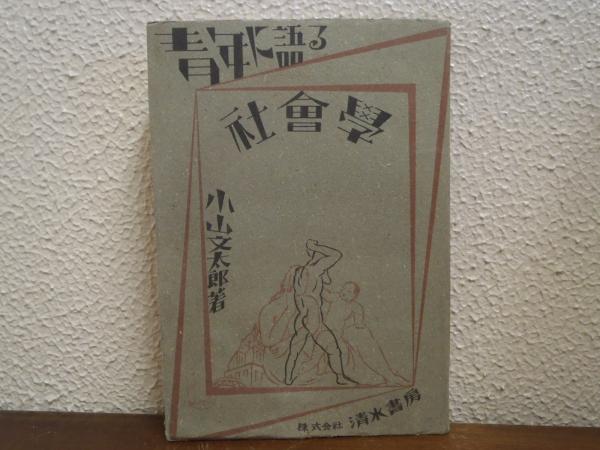 青年に語る
社會学
小山文太郎著
株式会社 清水書房